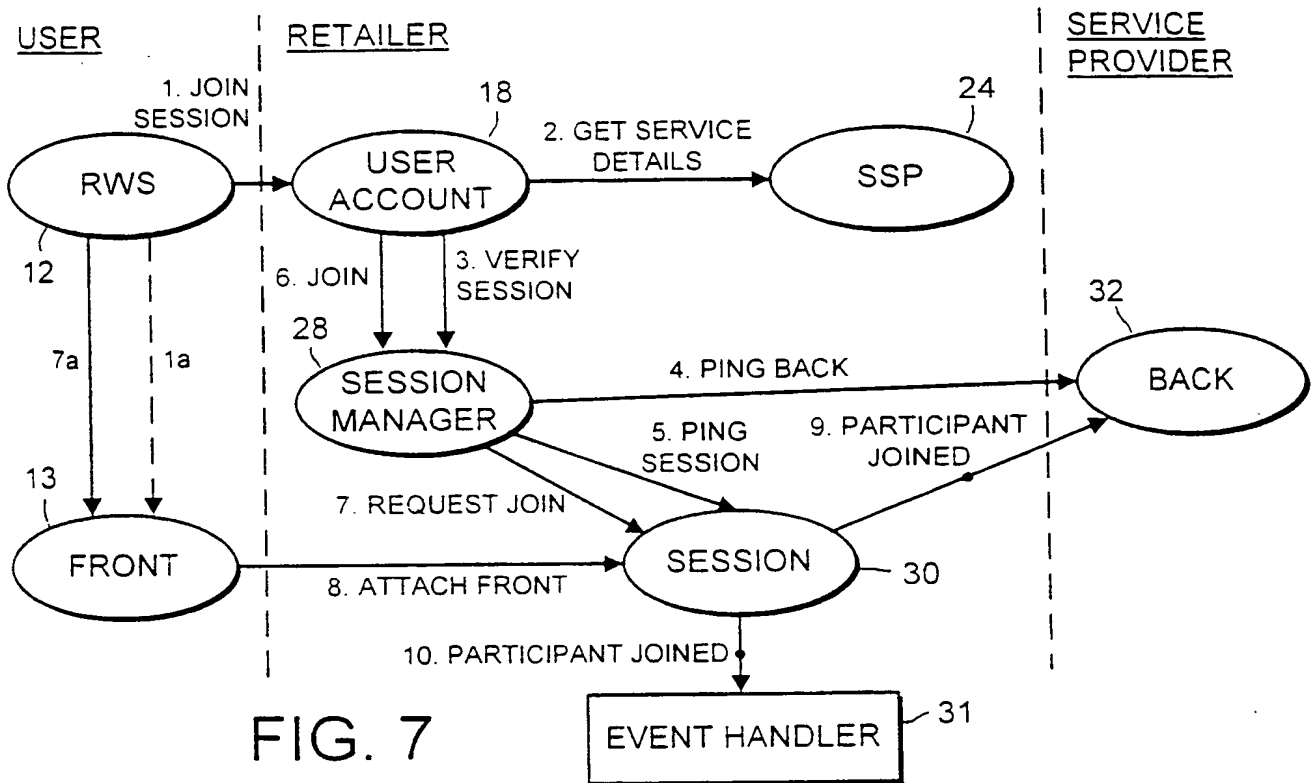 USER
RETAILER
SERVICE
PROVIDER
1. JOIN
SESSION
18
2. GET SERVICE
DETAILS
24
RWS
USER
ACCOUNT
SSP
12
6. JOIN
3. VERIFY
SESSION
28
32
7a
1a
SESSION
MANAGER
4. PING BACK
BACK
5. PING
SESSION
9. PARTICIPANT
JOINED
13
7. REQUEST JOIN
FRONT
8. ATTACH FRONT
SESSION
30
10. PARTICIPANT JOINED
FIG. 7
EVENT HANDLER
31